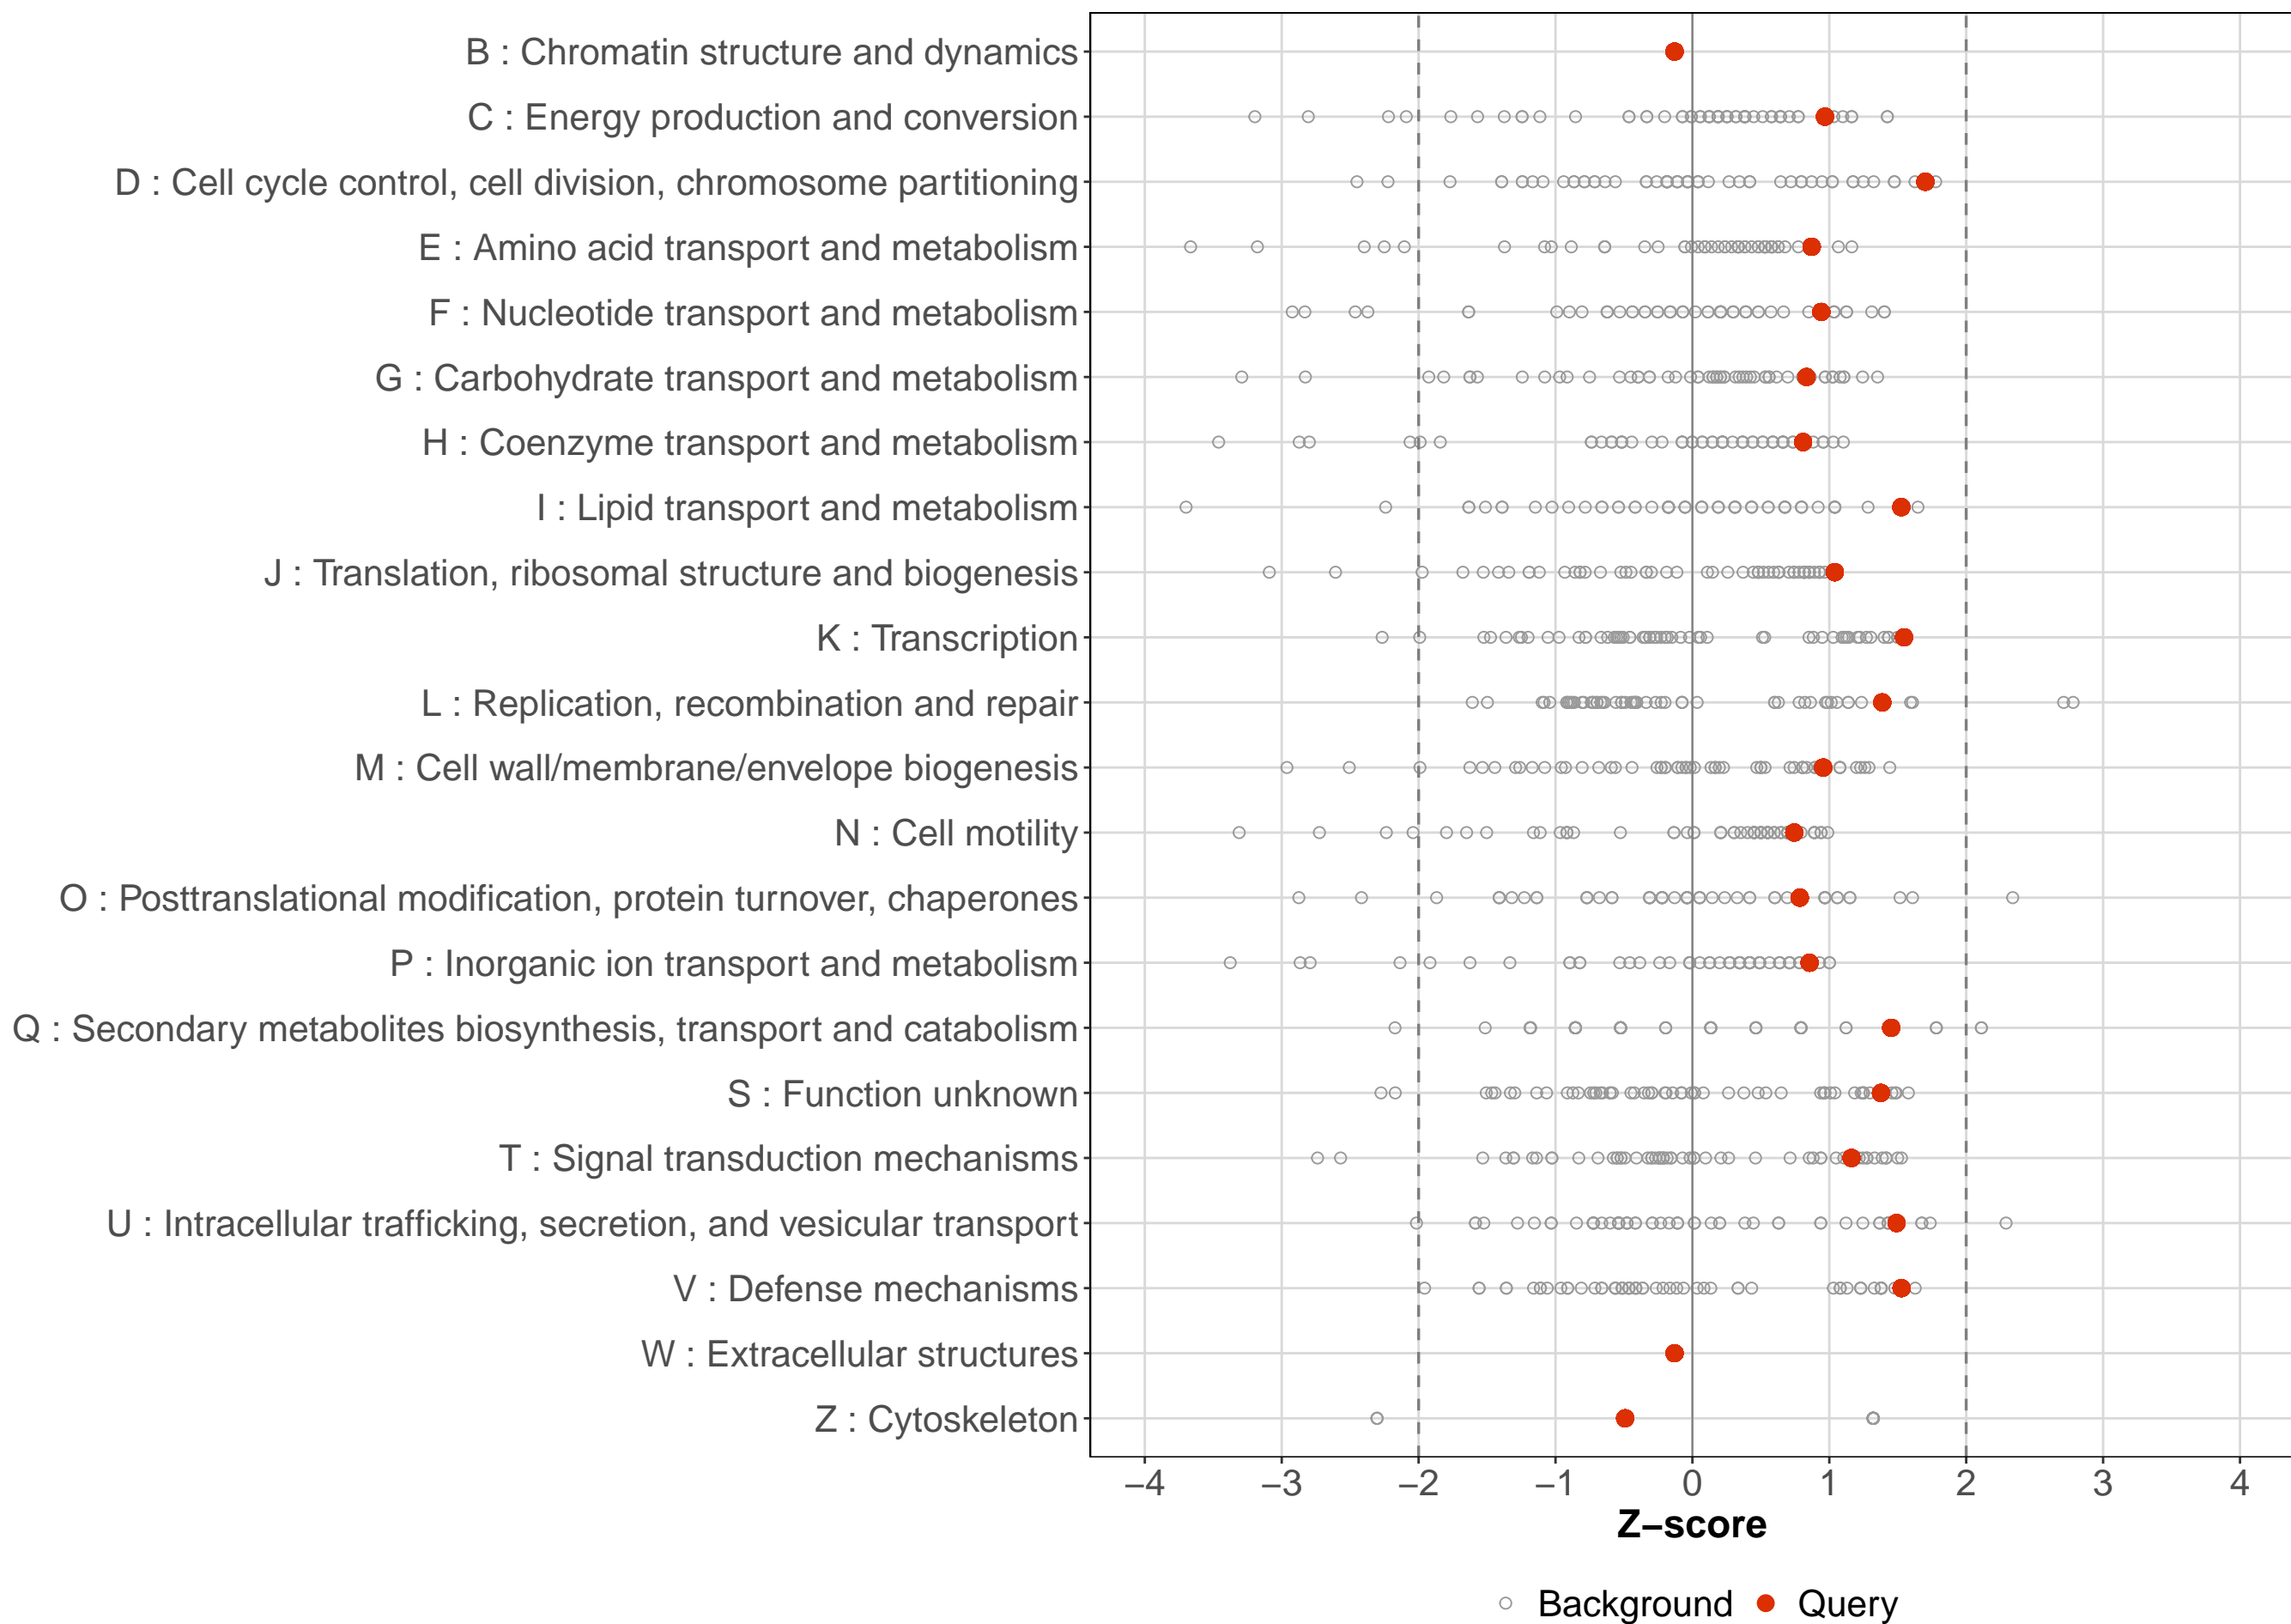 B : Chromatin structure and dynamics
C : Energy production and conversion
D : Cell cycle control, cell division, chromosome partitioning
E : Amino acid transport and metabolism
F : Nucleotide transport and metabolism
G : Carbohydrate transport and metabolism
H : Coenzyme transport and metabolism
I : Lipid transport and metabolism
J : Translation, ribosomal structure and biogenesis
K : Transcription
L : Replication, recombination and repair
M : Cell wall/membrane/envelope biogenesis
N : Cell motility
O : Posttranslational modification, protein turnover, chaperones
P : Inorganic ion transport and metabolism
Q : Secondary metabolites biosynthesis, transport and catabolism
S : Function unknown
T : Signal transduction mechanisms
U : Intracellular trafficking, secretion, and vesicular transport
V : Defense mechanisms
W : Extracellular structures
Z : Cytoskeleton
−4 −3 −2 −1 0 1 2 3 4
Z−score
Background Query